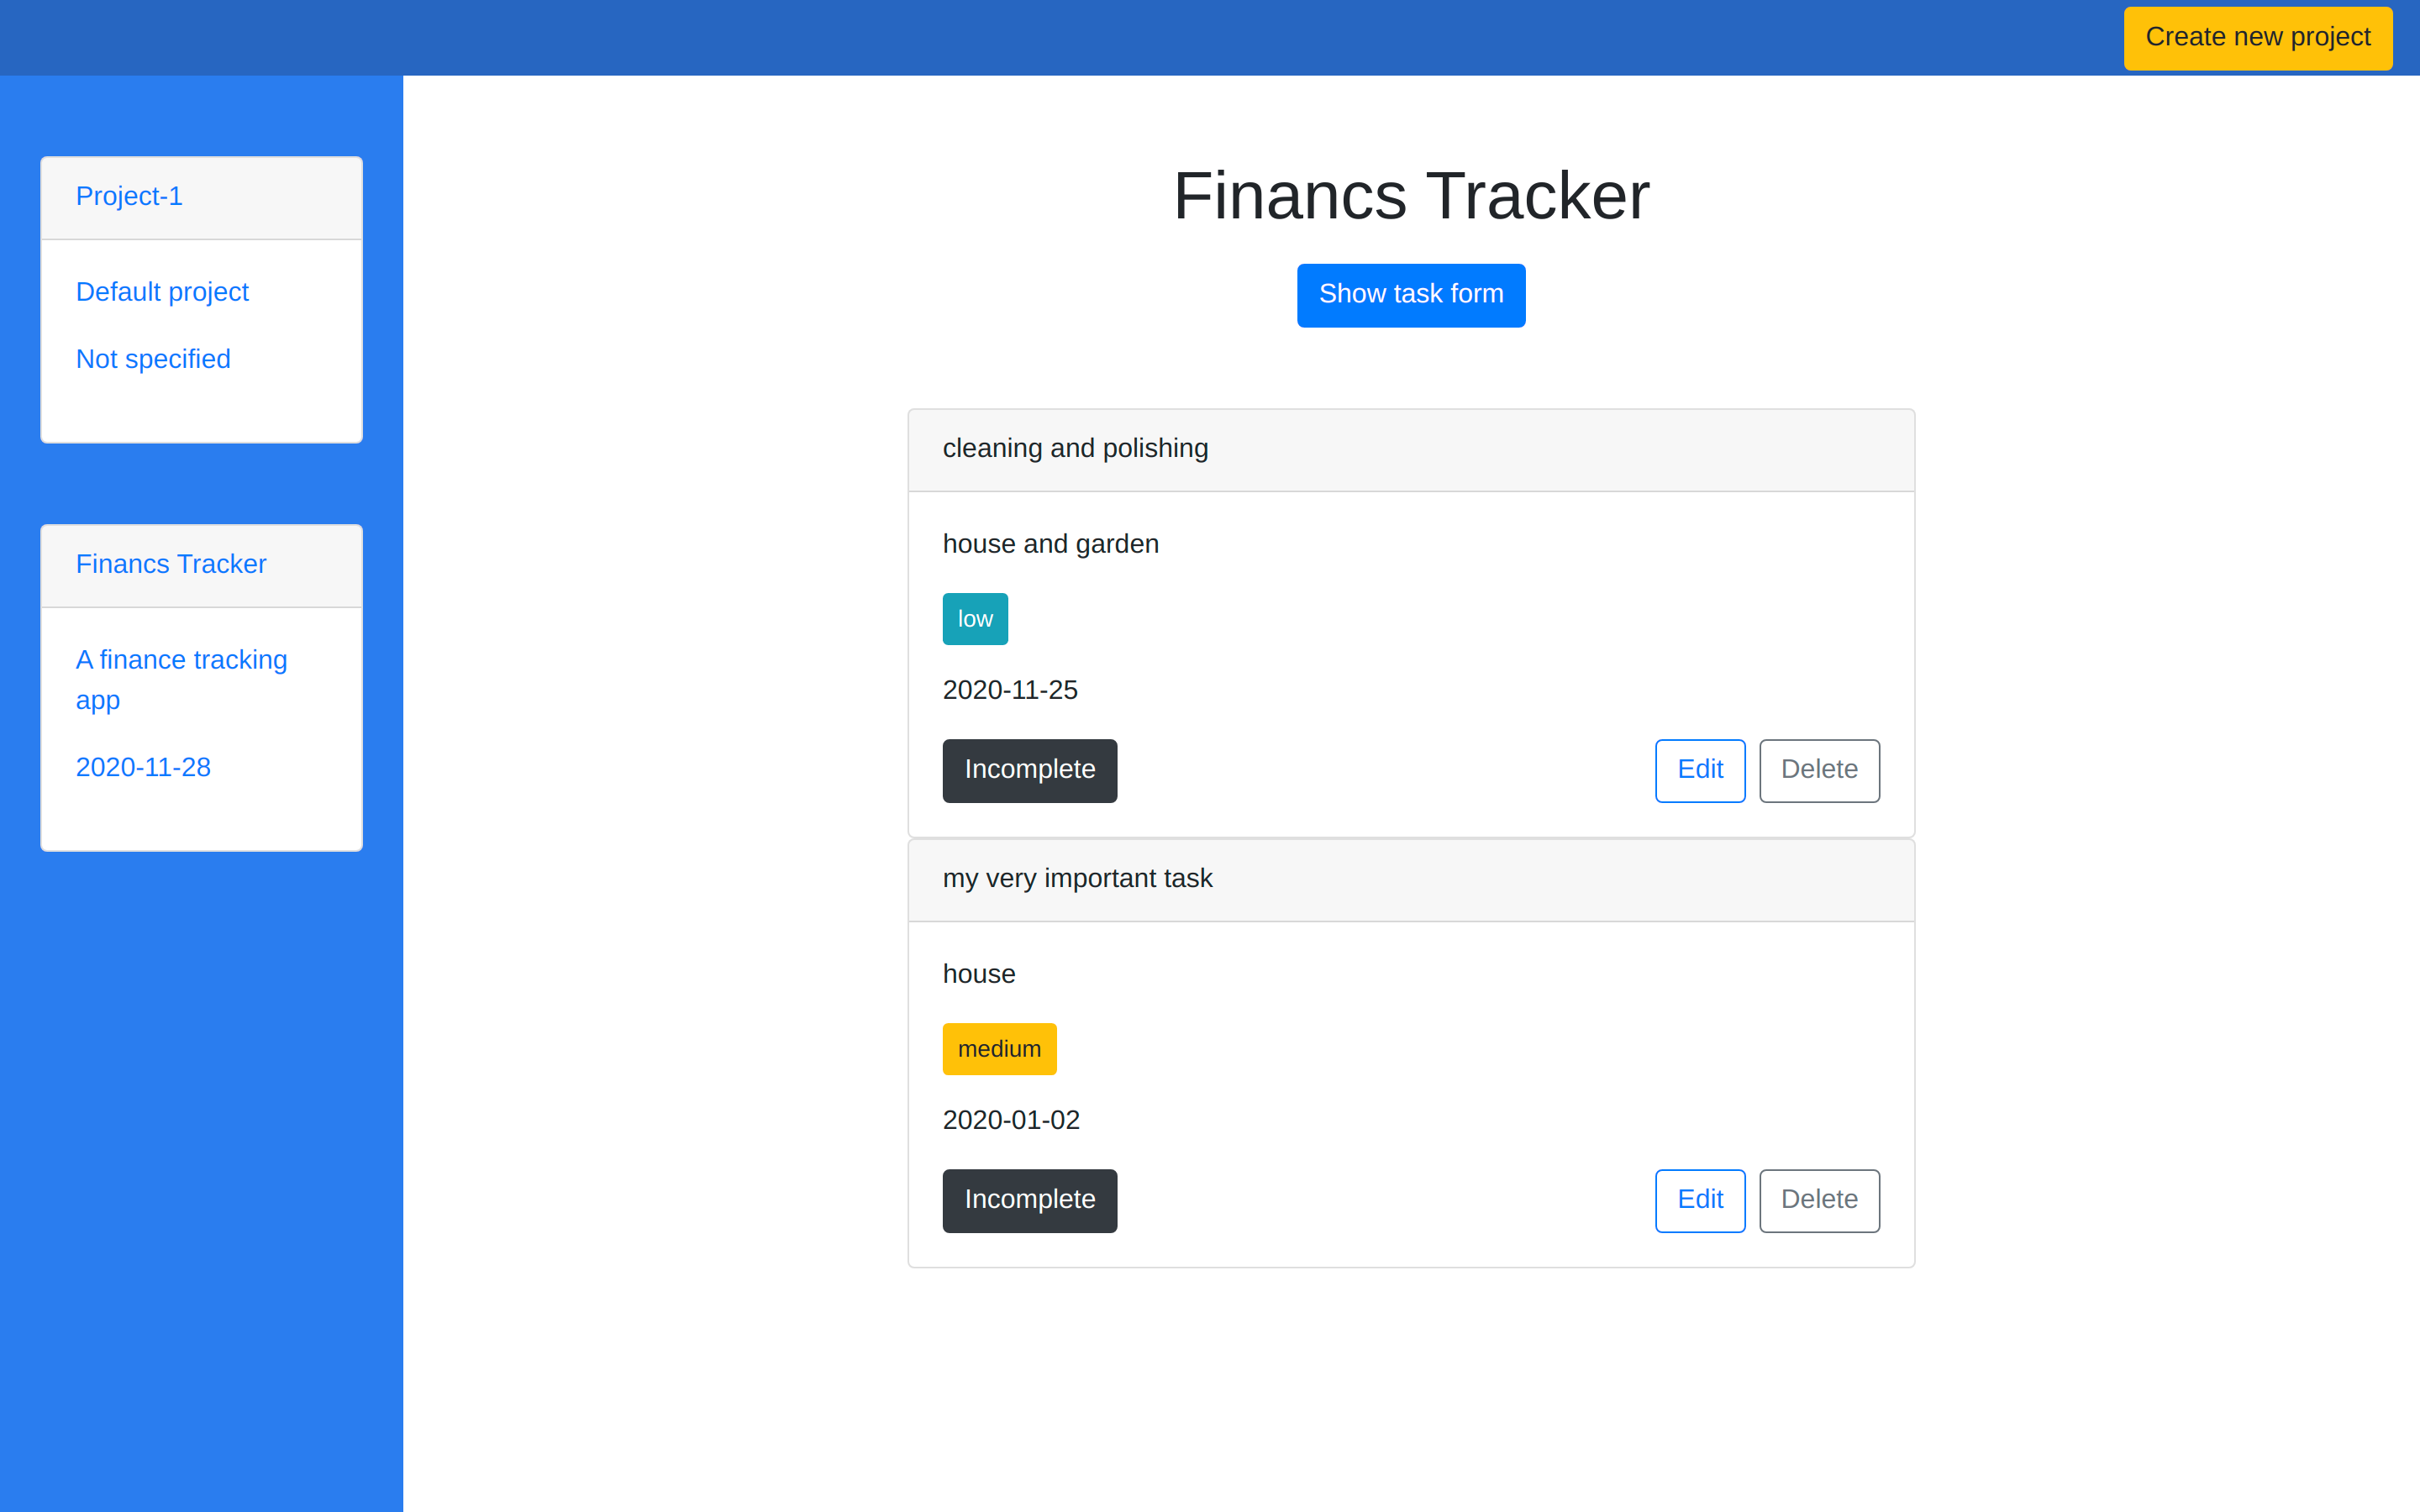 Create new project
Project-1
Default project
Not specified
Financs Tracker
A finance tracking
app
2020-11-28
Financs Tracker
Show task form
cleaning and polishing
house and garden
low
2020-11-25
Incomplete Edit Delete
my very important task
house
medium
2020-01-02
Incomplete Edit Delete